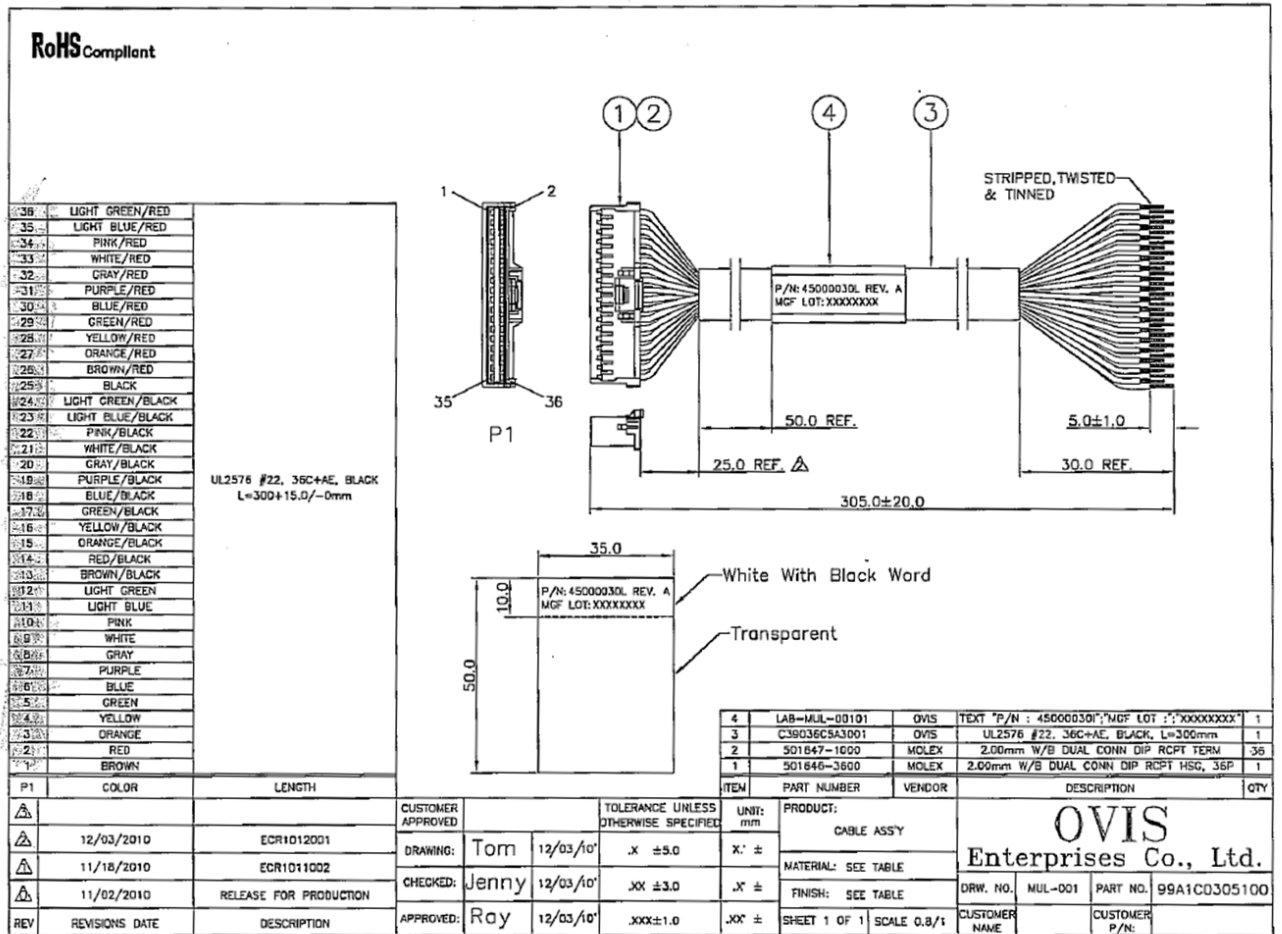 RoHS Compliant
1 2
4
3
STRIPPED,TWISTED
& TINNED
1
2
35
36
P1
P/N: 45000030L REV. A
MGF LOT: XXXXXXXX
50.0 REF.
25.0 REF. 2
5.0±1.0
30.0 REF.
305.0±20.0
36 LIGHT GREEN/RED
35 LIGHT BLUE/RED
34 PINK/RED
33 WHITE/RED
32 GRAY/RED
31 PURPLE/RED
30 BLUE/RED
29 GREEN/RED
28 YELLOW/RED
27 ORANGE/RED
26 BROWN/RED
25 BLACK
24 LIGHT GREEN/BLACK
23 LIGHT BLUE/BLACK
22 PINK/BLACK
21 WHITE/BLACK
20 GRAY/BLACK
19 PURPLE/BLACK
18 BLUE/BLACK
17 GREEN/BLACK
16 YELLOW/BLACK
15 ORANGE/BLACK
14 RED/BLACK
13 BROWN/BLACK
12 LIGHT GREEN
11 LIGHT BLUE
10 PINK
9 WHITE
8 GRAY
7 PURPLE
6 BLUE
5 GREEN
4 YELLOW
3 ORANGE
2 RED
1 BROWN
P1 COLOR LENGTH
UL2576 #22, 36C+AE, BLACK
L=300+15.0/-0mm
35.0
10.0
50.0
P/N: 45000030L REV. A
MGF LOT: XXXXXXXX
White With Black Word
Transparent
4 LAB-MUL-00101 OVIS TEXT "P/N : 45000030l";"MGF LOT :";"XXXXXXXX" 1
3 C39036C5A3001 OVIS UL2576 #22, 36C+AE, BLACK, L=300mm 1
2 501647-1000 MOLEX 2.00mm W/B DUAL CONN DIP RCPT TERM 36
1 501646-3600 MOLEX 2.00mm W/B DUAL CONN DIP RCPT HSG, 36P 1
ITEM PART NUMBER VENDOR DESCRIPTION QTY
3
2 12/03/2010 ECR1012001
1 11/18/2010 ECR1011002
0 11/02/2010 RELEASE FOR PRODUCTION
REV REVISIONS DATE DESCRIPTION
CUSTOMER
APPROVED
DRAWING: Tom 12/03/10'
CHECKED: Jenny 12/03/10'
APPROVED: Ray 12/03/10'
TOLERANCE UNLESS
OTHERWISE SPECIFIED
.X ±5.0
.XX ±3.0
.XXX±1.0
UNIT:
mm
X.' ±
.X' ±
.XX' ±
PRODUCT:
CABLE ASS'Y
MATERIAL: SEE TABLE
FINISH: SEE TABLE
SHEET 1 OF 1 SCALE 0.8/1
OVIS
Enterprises Co., Ltd.
DRW. NO. MUL-001 PART NO. 99A1C0305100
CUSTOMER
NAME
CUSTOMER
P/N: